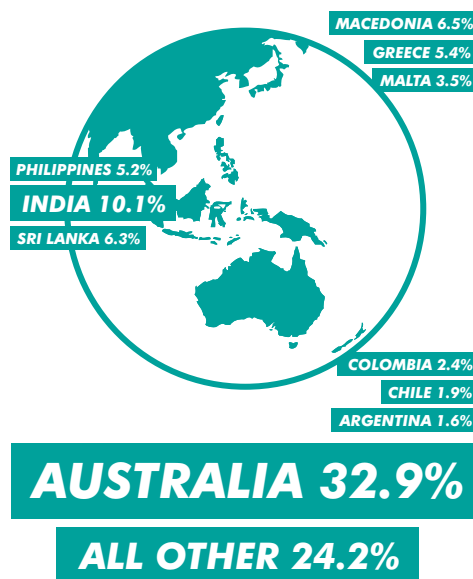 MACEDONIA 6.5%
GREECE 5.4%
MALTA 3.5%
PHILIPPINES 5.2%
INDIA 10.1%
SRI LANKA 6.3%
COLOMBIA 2.4%
CHILE 1.9%
ARGENTINA 1.6%
AUSTRALIA 32.9%
ALL OTHER 24.2%